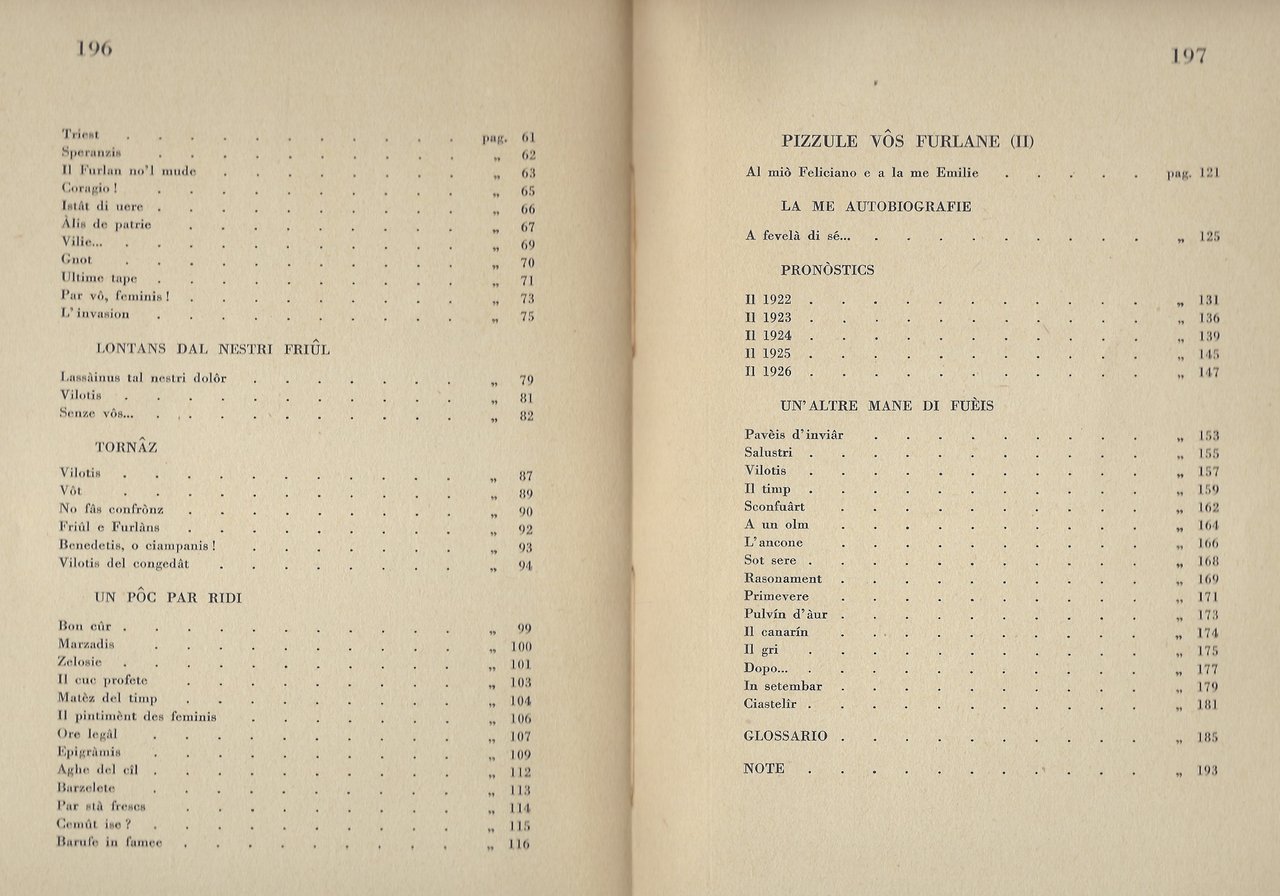 196
Triest . . . . . . . . . . . pag. 61
Speranzis . . . . . . . . . . „ 62
Il Furlan no'l mude . . . . . . . . „ 63
Coragio ! . . . . . . . . . . „ 65
Istât di uere . . . . . . . . . . „ 66
Àlis de patrie . . . . . . . . . „ 67
Vilie... . . . . . . . . . . . „ 69
Gnot . . . . . . . . . . . „ 70
Ultime tape . . . . . . . . . . „ 71
Par vô, feminis ! . . . . . . . . . „ 73
L'invasion . . . . . . . . . . „ 75
LONTANS DAL NESTRI FRIÛL
Lassàinus tal nestri dolôr . . . . . . . „ 79
Vilotis . . . . . . . . . . . „ 81
Senze vôs... . . . . . . . . . . „ 82
TORNÂZ
Vilotis . . . . . . . . . . . „ 87
Vôt . . . . . . . . . . . „ 89
No fâs confrònz . . . . . . . . . „ 90
Friûl e Furlàns . . . . . . . . . „ 92
Benedetis, o ciampanis ! . . . . . . . „ 93
Vilotis del congedât . . . . . . . . „ 94
UN PÔC PAR RIDI
Bon cûr . . . . . . . . . . . „ 99
Marzadis . . . . . . . . . . „ 100
Zelosie . . . . . . . . . . . „ 101
Il cuc profete . . . . . . . . . „ 103
Matèz del timp . . . . . . . . . „ 104
Il pintimènt des feminis . . . . . . . „ 106
Ore legâl . . . . . . . . . . „ 107
Epigràmis . . . . . . . . . . „ 109
Aghe del cîl . . . . . . . . . . „ 112
Barzelete . . . . . . . . . . „ 113
Par stà frescs . . . . . . . . . „ 114
Cemût ise ? . . . . . . . . . . „ 115
Barufe in famee . . . . . . . . . „ 116
197
PIZZULE VÔS FURLANE (II)
Al miò Feliciano e a la me Emilie . . . . . pag. 121
LA ME AUTOBIOGRAFIE
A fevelà di sé... . . . . . . . . . „ 125
PRONÒSTICS
Il 1922 . . . . . . . . . . . „ 131
Il 1923 . . . . . . . . . . . „ 136
Il 1924 . . . . . . . . . . . „ 139
Il 1925 . . . . . . . . . . . „ 145
Il 1926 . . . . . . . . . . . „ 147
UN'ALTRE MANE DI FUÈIS
Pavèis d'inviâr . . . . . . . . . „ 153
Salustri . . . . . . . . . . . „ 155
Vilotis . . . . . . . . . . . „ 157
Il timp . . . . . . . . . . . „ 159
Sconfuârt . . . . . . . . . . „ 162
A un olm . . . . . . . . . . „ 164
L'ancone . . . . . . . . . . „ 166
Sot sere . . . . . . . . . . . „ 168
Rasonament . . . . . . . . . . „ 169
Primevere . . . . . . . . . . „ 171
Pulvín d'àur . . . . . . . . . . „ 173
Il canarín . . . . . . . . . . „ 174
Il gri . . . . . . . . . . . „ 175
Dopo... . . . . . . . . . . . „ 177
In setembar . . . . . . . . . . „ 179
Ciastelîr . . . . . . . . . . . „ 181
GLOSSARIO . . . . . . . . . . „ 185
NOTE . . . . . . . . . . . „ 193